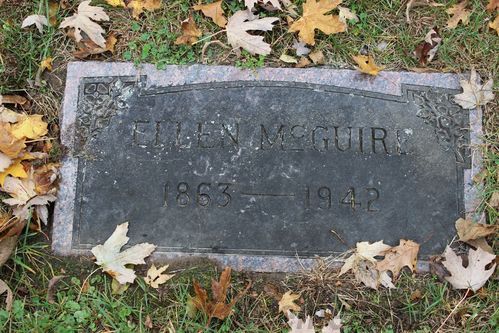 ELLEN McGUIRE
1863 — 1942